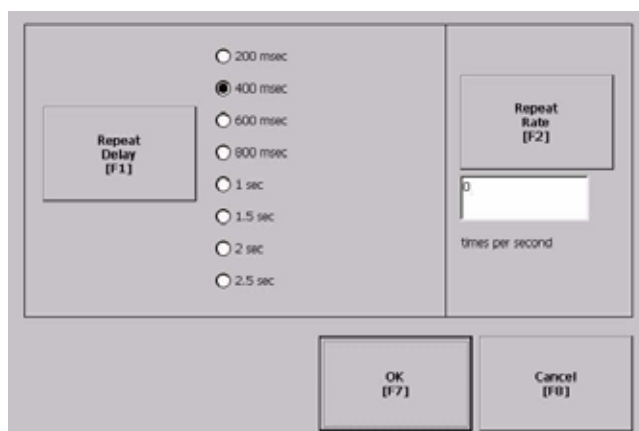 Repeat
Delay
[F1]
200 msec
400 msec
600 msec
800 msec
1 sec
1.5 sec
2 sec
2.5 sec
Repeat
Rate
[F2]
0
times per second
OK
[F7]
Cancel
[F8]